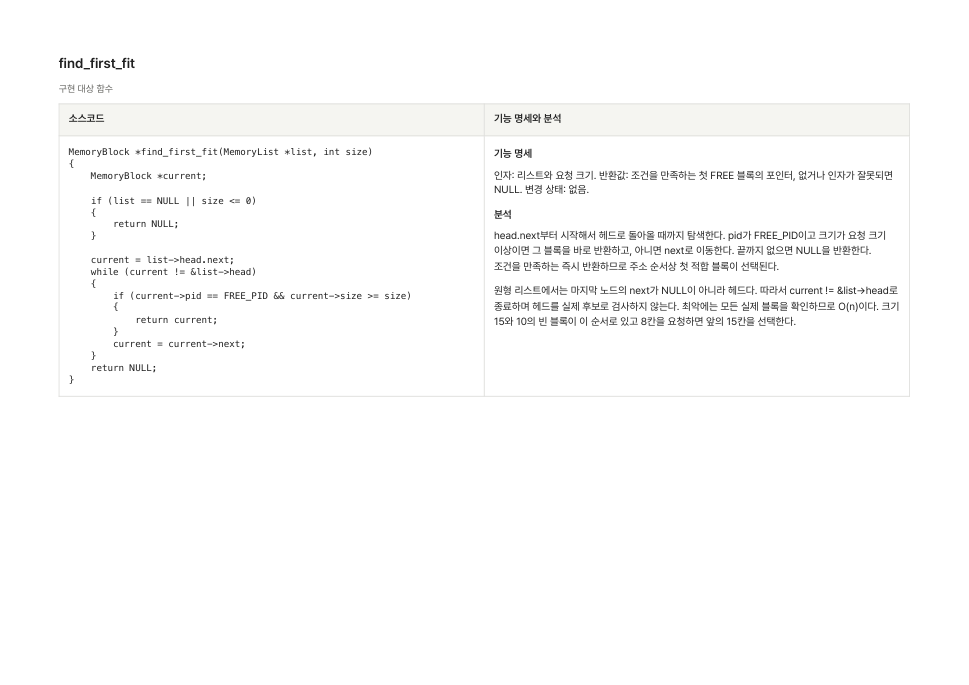 find_first_fit
구현 대상 함수
소스코드
MemoryBlock *find_first_fit(MemoryList *list, int size)
{
    MemoryBlock *current;

    if (list == NULL || size <= 0)
    {
        return NULL;
    }

    current = list->head.next;
    while (current != &list->head)
    {
        if (current->pid == FREE_PID && current->size >= size)
        {
            return current;
        }
        current = current->next;
    }
    return NULL;
}
기능 명세와 분석
기능 명세
인자: 리스트와 요청 크기. 반환값: 조건을 만족하는 첫 FREE 블록의 포인터, 없거나 인자가 잘못되면
NULL. 변경 상태: 없음.
분석
head.next부터 시작해서 헤드로 돌아올 때까지 탐색한다. pid가 FREE_PID이고 크기가 요청 크기
이상이면 그 블록을 바로 반환하고, 아니면 next로 이동한다. 끝까지 없으면 NULL을 반환한다.
조건을 만족하는 즉시 반환하므로 주소 순서상 첫 적합 블록이 선택된다.
원형 리스트에서는 마지막 노드의 next가 NULL이 아니라 헤드다. 따라서 current != &list->head로
종료하며 헤드를 실제 후보로 검사하지 않는다. 최악에는 모든 실제 블록을 확인하므로 O(n)이다. 크기
15와 10의 빈 블록이 이 순서로 있고 8칸을 요청하면 앞의 15칸을 선택한다.